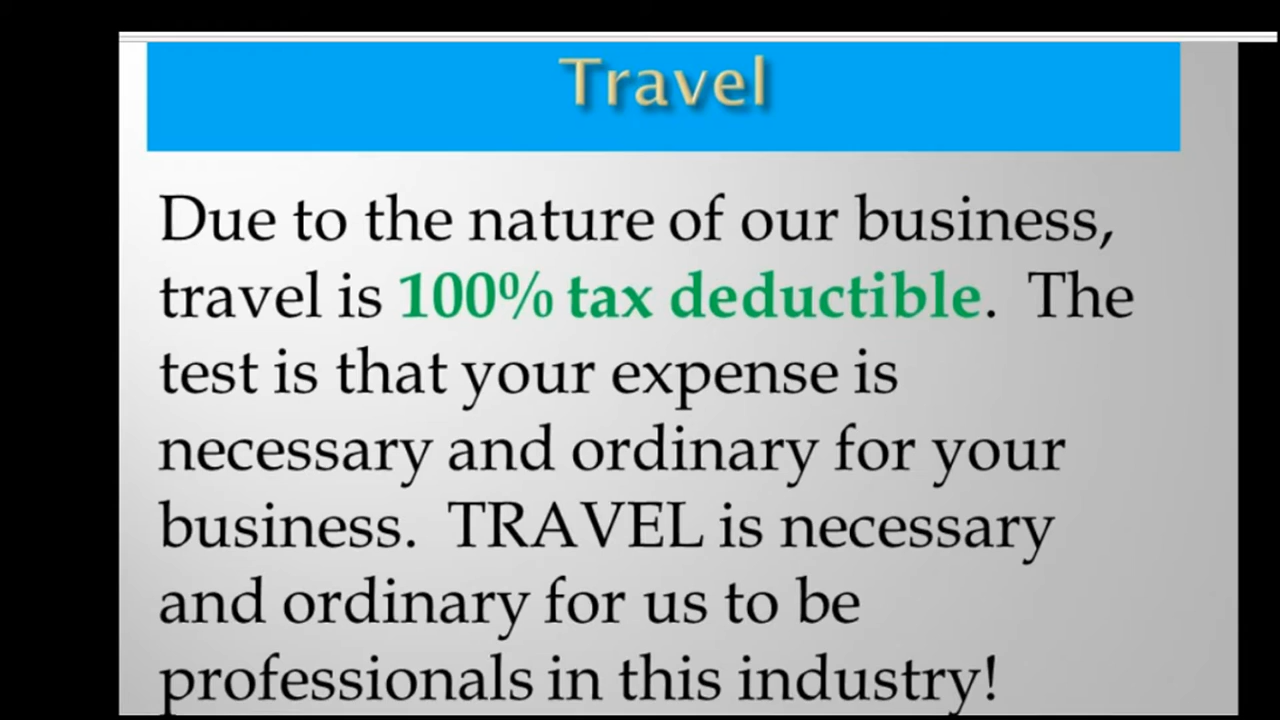 Travel
Due to the nature of our business,
travel is 100% tax deductible. The
test is that your expense is
necessary and ordinary for your
business. TRAVEL is necessary
and ordinary for us to be
professionals in this industry!